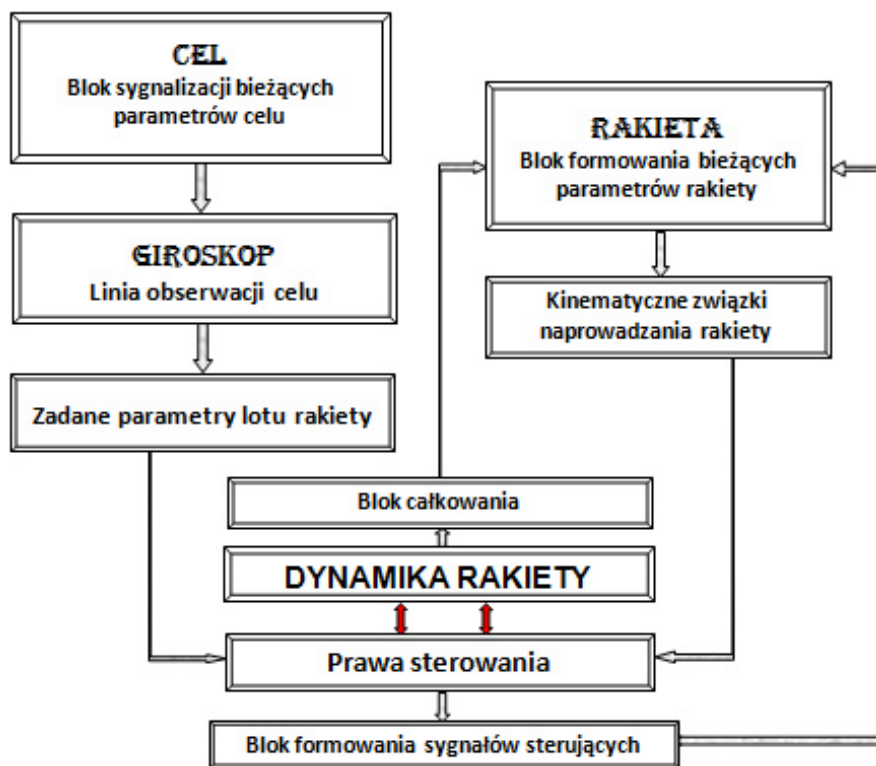 CEL
Blok sygnalizacji bieżących
parametrów celu
GIROSKOP
Linia obserwacji celu
Zadane parametry lotu rakiety
RAKIETA
Blok formowania bieżących
parametrów rakiety
Kinematyczne związki
naprowadzania rakiety
Blok całkowania
DYNAMIKA RAKIETY
Prawa sterowania
Blok formowania sygnałów sterujących